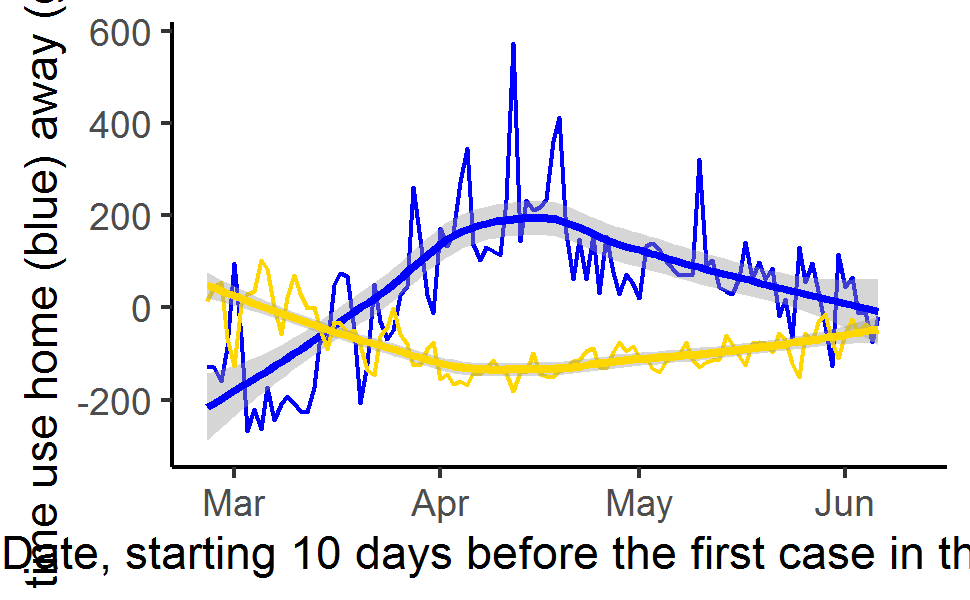 600
400
200
0
-200
time use home (blue) away (
Mar Apr May Jun
Date, starting 10 days before the first case in th